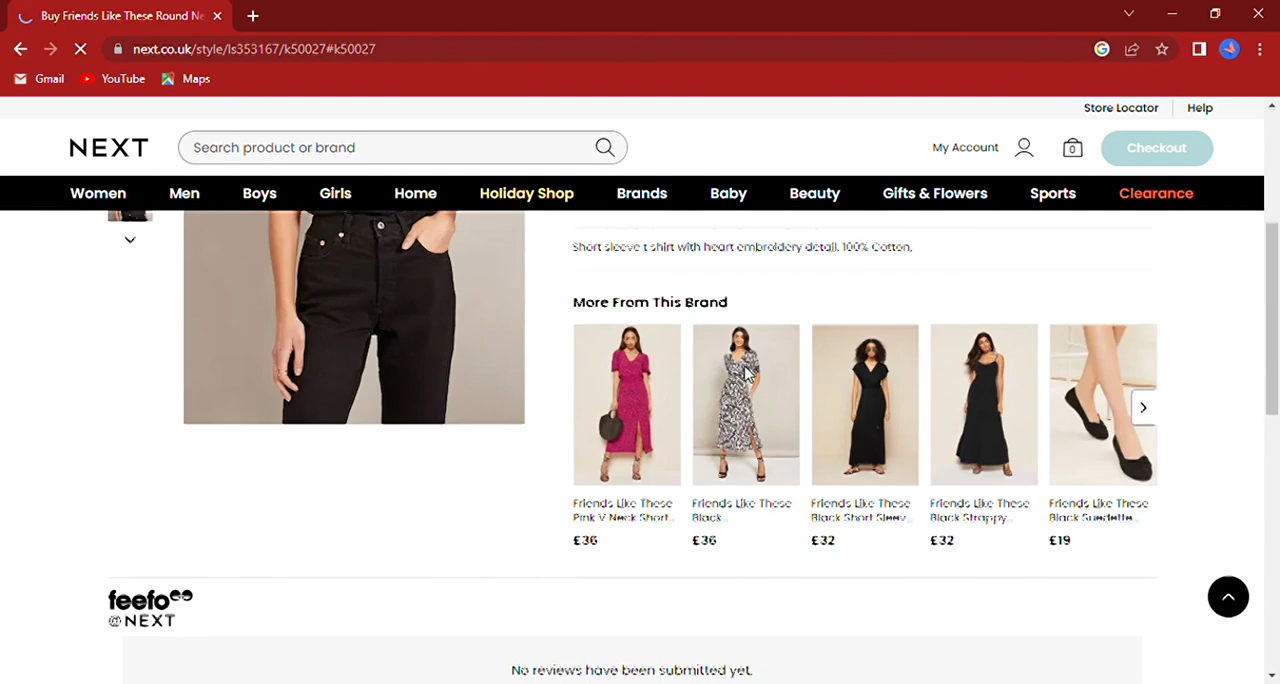 Buy Friends Like These Round Ne
next.co.uk/style/ls353167/k50027#k50027
Gmail YouTube Maps
Store Locator Help
NEXT Search product or brand My Account 0 Checkout
Women Men Boys Girls Home Holiday Shop Brands Baby Beauty Gifts & Flowers Sports Clearance
Short sleeve t shirt with heart embroidery detail. 100% Cotton.
More From This Brand
Friends Like These Friends Like These Friends Like These Friends Like These Friends Like These
Pink V Neck Short... Black... Black Short Sleev... Black Strappy... Black Suedette...
£36 £36 £32 £32 £19
feefo
@NEXT
No reviews have been submitted yet.